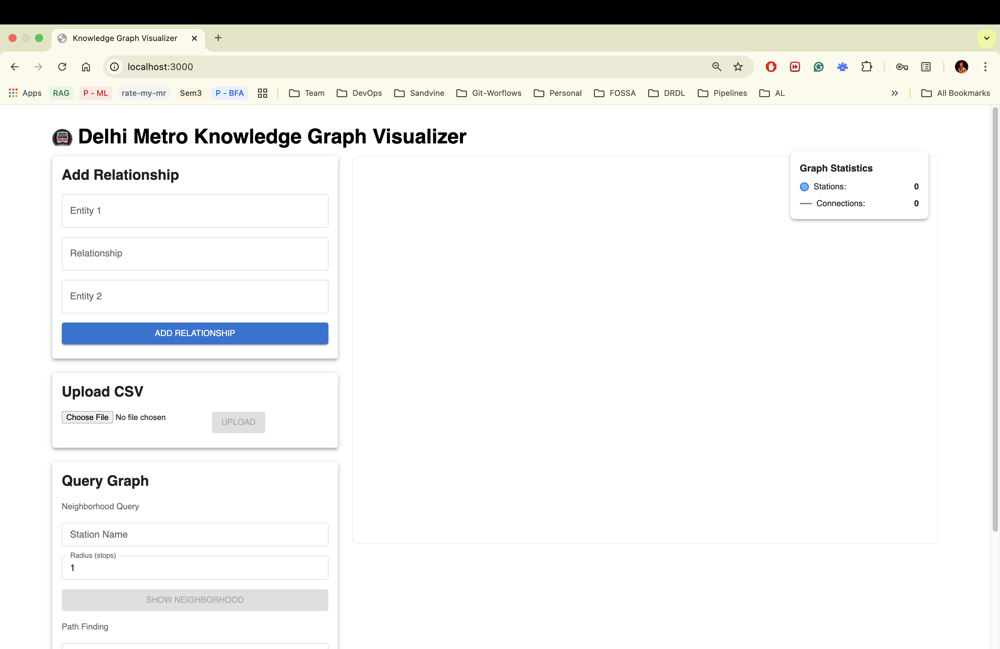 Knowledge Graph Visualizer
localhost:3000
Apps RAG P - ML rate-my-mr Sem3 P - BFA Team DevOps Sandvine Git-Worflows Personal FOSSA DRDL Pipelines AL All Bookmarks
Delhi Metro Knowledge Graph Visualizer
Add Relationship
Entity 1
Relationship
Entity 2
ADD RELATIONSHIP
Upload CSV
Choose File No file chosen
UPLOAD
Query Graph
Neighborhood Query
Station Name
Radius (stops)
1
SHOW NEIGHBORHOOD
Path Finding
Graph Statistics
Stations: 0
Connections: 0